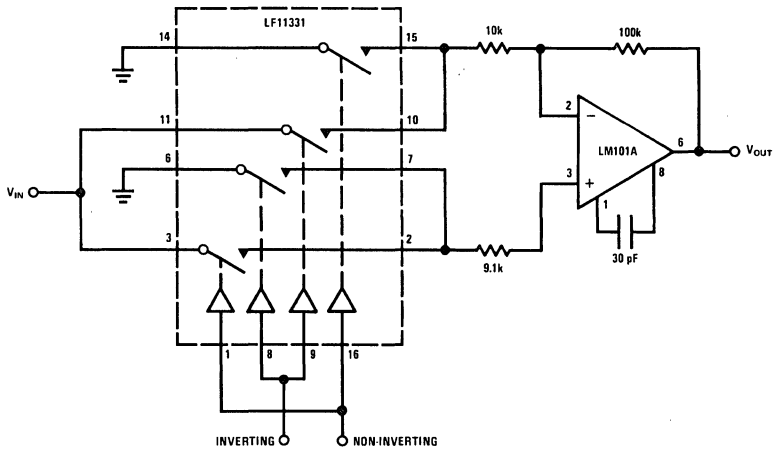 LF11331
14
15
10k
100k
11
10
2
6
7
LM101A
6
V_OUT
V_IN
3
8
1
3
2
9.1k
30 pF
1
8
9
16
INVERTING
NON-INVERTING